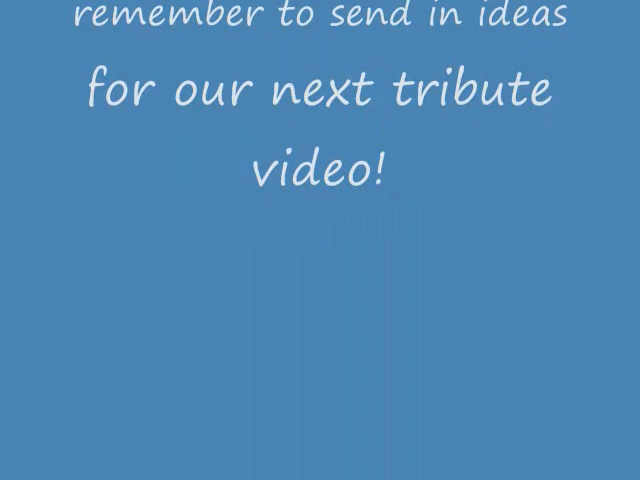 remember to send in ideas
for our next tribute
video!